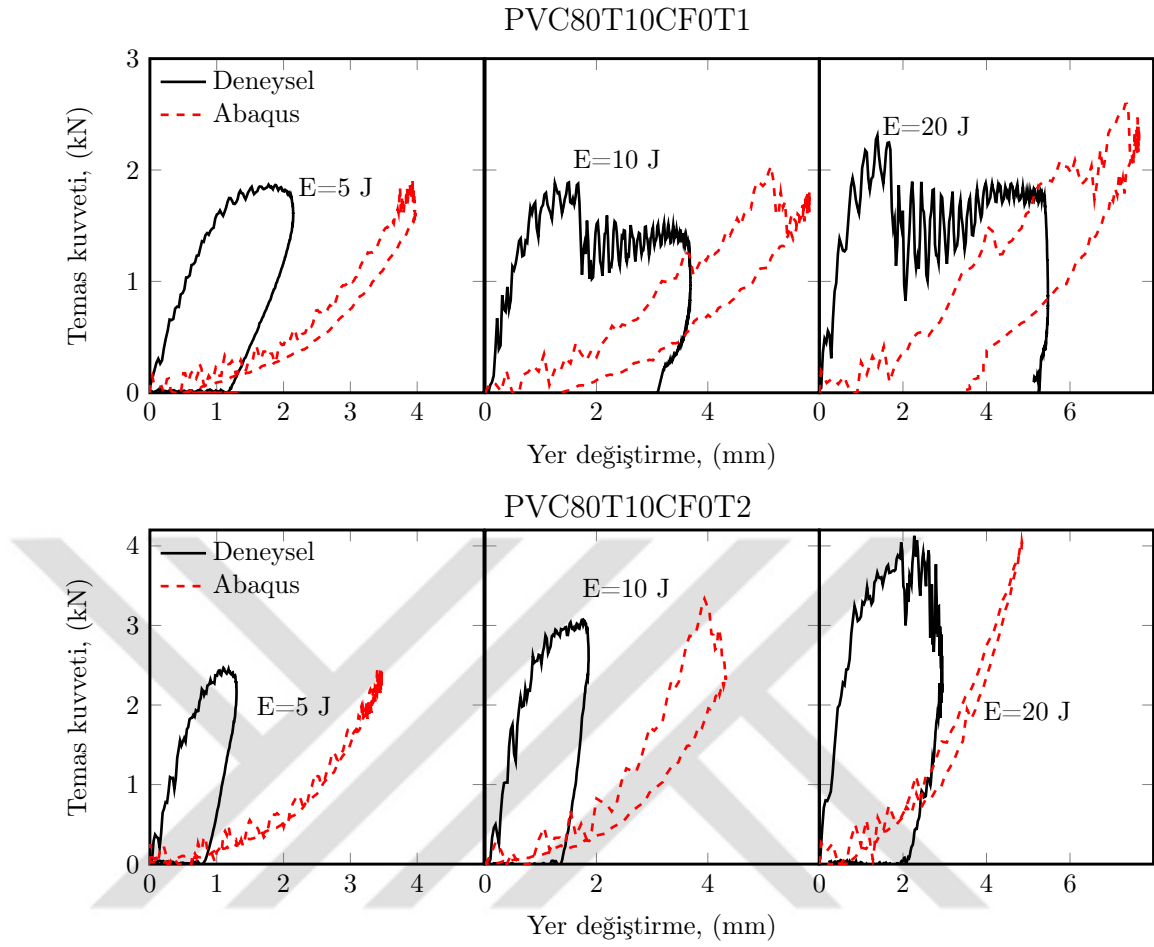 PVC80T10CF0T1
Temas kuvveti, (kN)
3
2
1
0
Deneysel
Abaqus
E=5 J
E=10 J
E=20 J
0 1 2 3 4 0 2 4 0 2 4 6
Yer değiştirme, (mm)
PVC80T10CF0T2
Temas kuvveti, (kN)
4
3
2
1
0
Deneysel
Abaqus
E=5 J
E=10 J
E=20 J
0 1 2 3 4 0 2 4 0 2 4 6
Yer değiştirme, (mm)